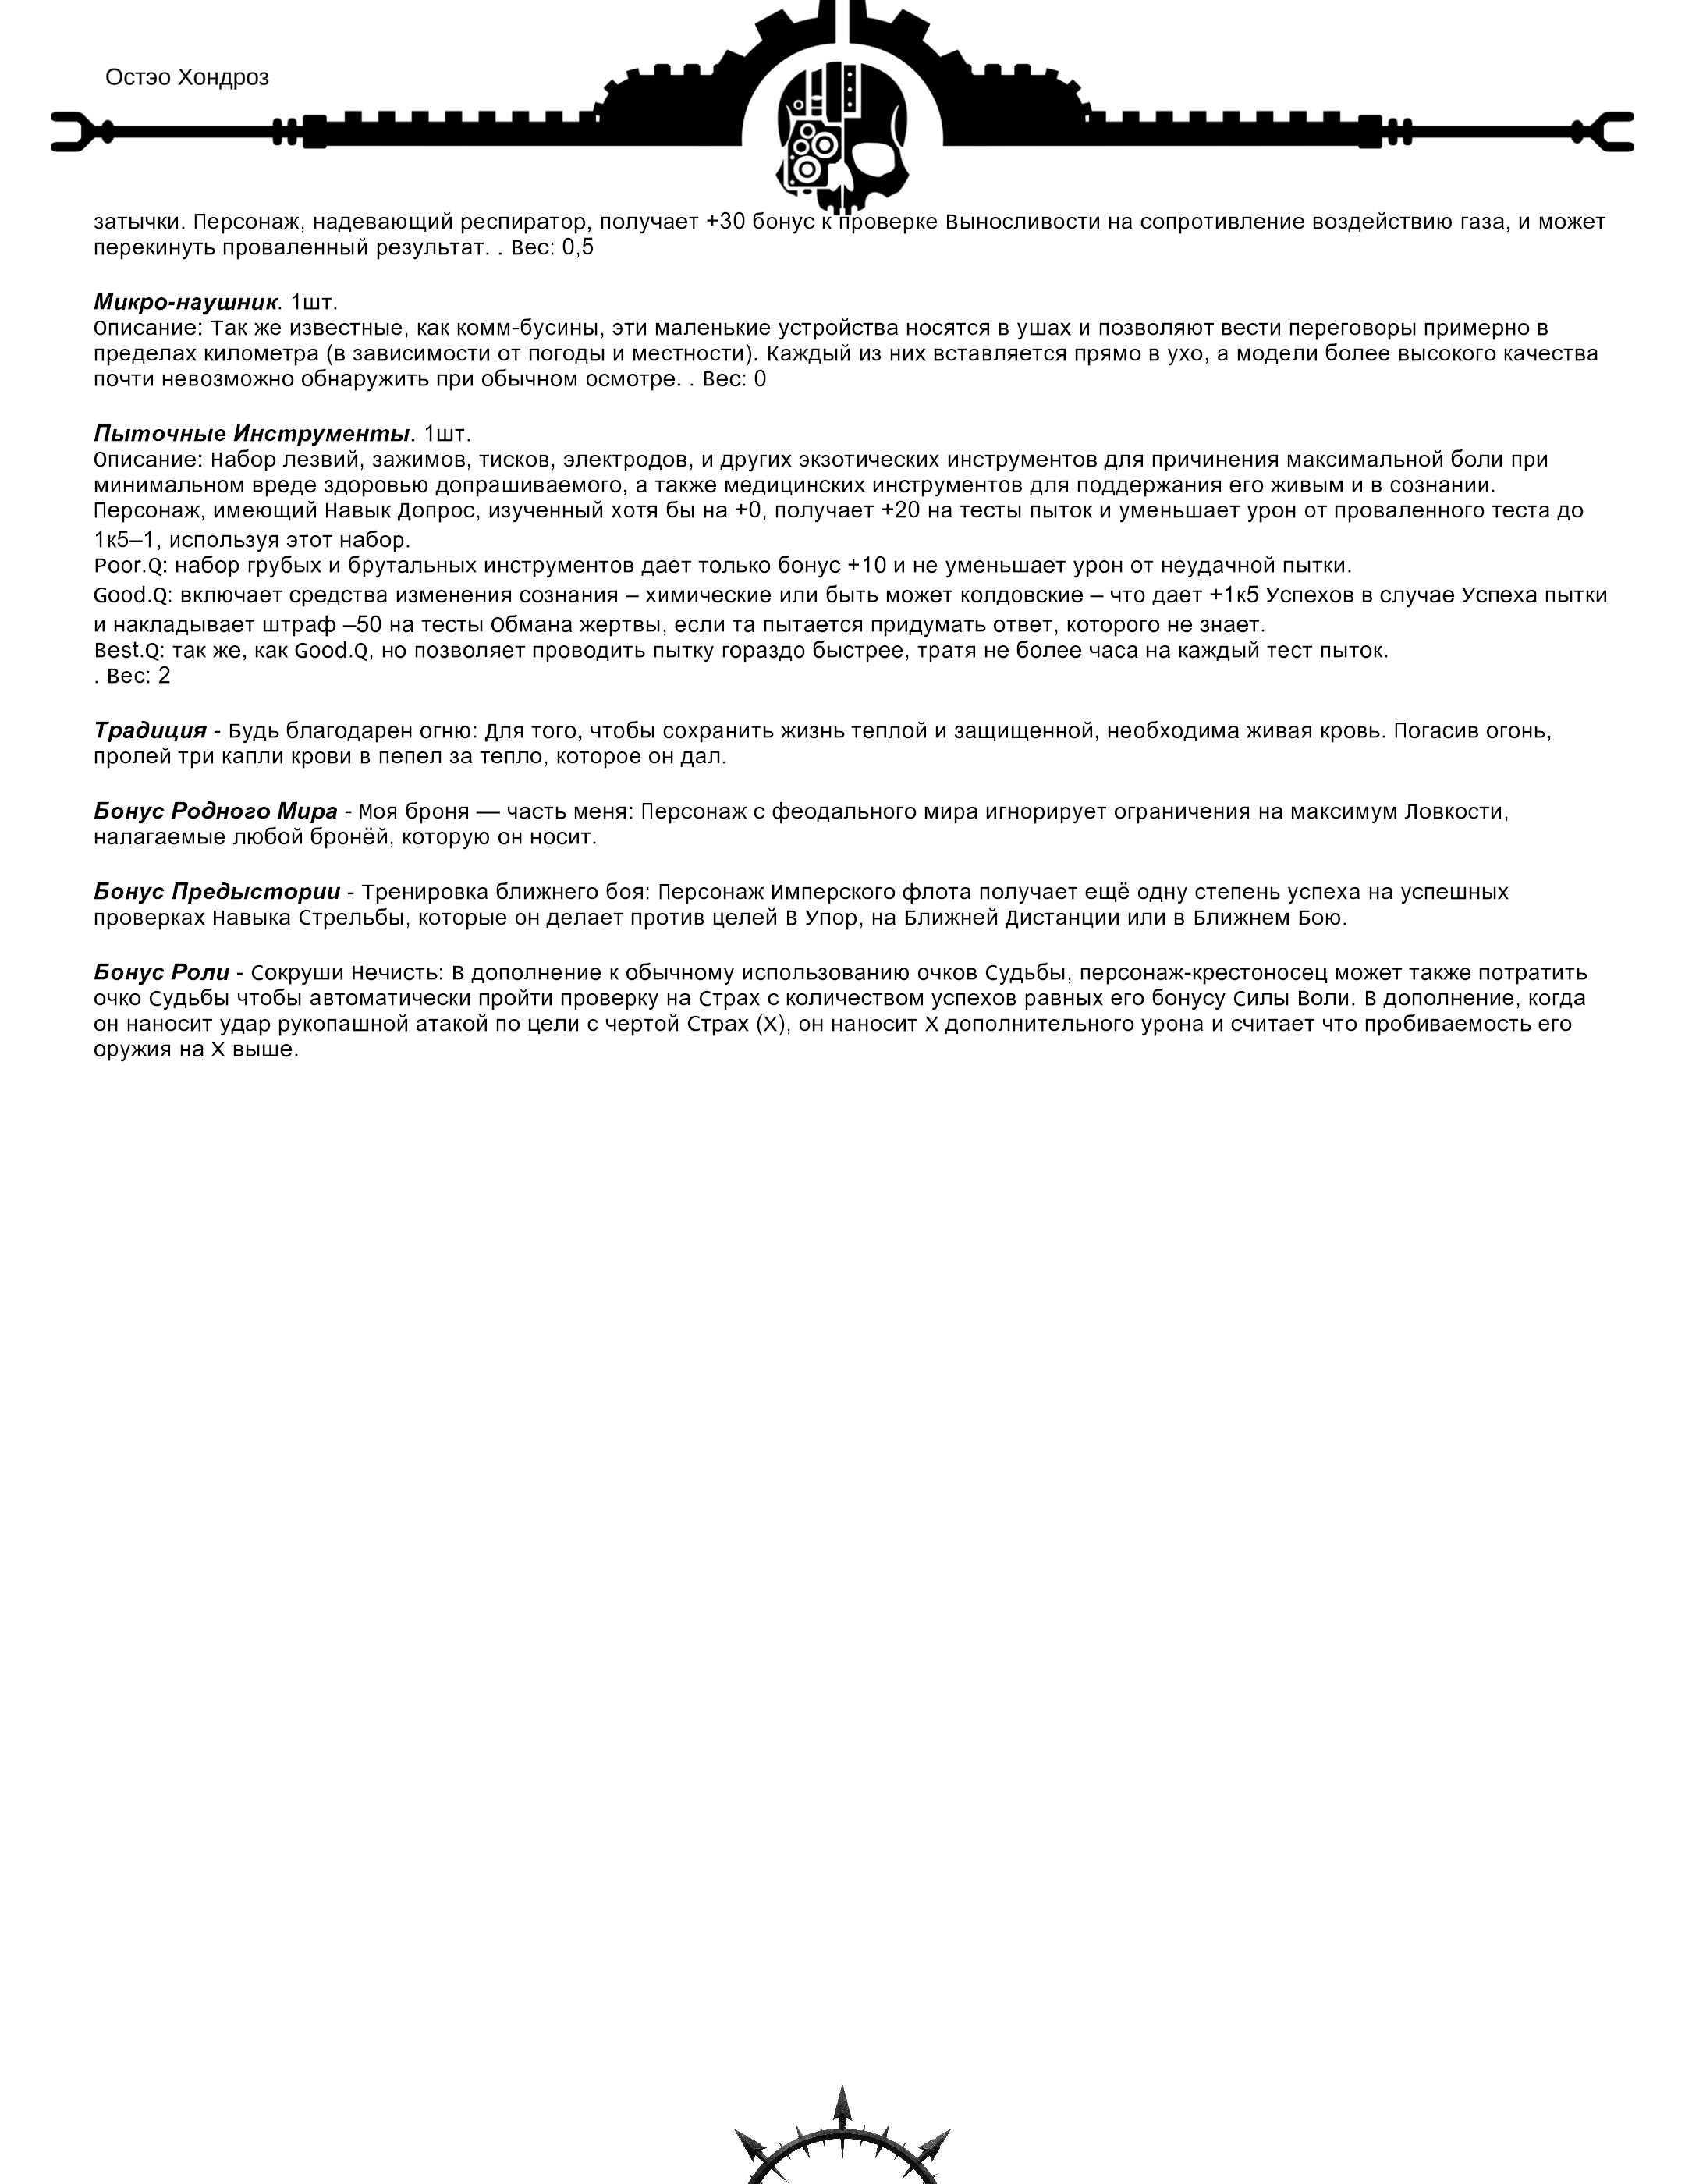 Остэо Хондроз
затычки. Персонаж, надевающий респиратор, получает +30 бонус к проверке Выносливости на сопротивление воздействию газа, и может
перекинуть проваленный результат. . Вес: 0,5
Микро-наушник. 1шт.
Описание: Так же известные, как комм-бусины, эти маленькие устройства носятся в ушах и позволяют вести переговоры примерно в
пределах километра (в зависимости от погоды и местности). Каждый из них вставляется прямо в ухо, а модели более высокого качества
почти невозможно обнаружить при обычном осмотре. . Вес: 0
Пыточные Инструменты. 1шт.
Описание: Набор лезвий, зажимов, тисков, электродов, и других экзотических инструментов для причинения максимальной боли при
минимальном вреде здоровью допрашиваемого, а также медицинских инструментов для поддержания его живым и в сознании.
Персонаж, имеющий Навык Допрос, изученный хотя бы на +0, получает +20 на тесты пыток и уменьшает урон от проваленного теста до
1к5–1, используя этот набор.
Poor.Q: набор грубых и брутальных инструментов дает только бонус +10 и не уменьшает урон от неудачной пытки.
Good.Q: включает средства изменения сознания – химические или быть может колдовские – что дает +1к5 Успехов в случае Успеха пытки
и накладывает штраф –50 на тесты Обмана жертвы, если та пытается придумать ответ, которого не знает.
Best.Q: так же, как Good.Q, но позволяет проводить пытку гораздо быстрее, тратя не более часа на каждый тест пыток.
. Вес: 2
Традиция - Будь благодарен огню: Для того, чтобы сохранить жизнь теплой и защищенной, необходима живая кровь. Погасив огонь,
пролей три капли крови в пепел за тепло, которое он дал.
Бонус Родного Мира - Моя броня — часть меня: Персонаж с феодального мира игнорирует ограничения на максимум Ловкости,
налагаемые любой бронёй, которую он носит.
Бонус Предыстории - Тренировка ближнего боя: Персонаж Имперского флота получает ещё одну степень успеха на успешных
проверках Навыка Стрельбы, которые он делает против целей В Упор, на Ближней Дистанции или в Ближнем Бою.
Бонус Роли - Сокруши Нечисть: В дополнение к обычному использованию очков Судьбы, персонаж-крестоносец может также потратить
очко Судьбы чтобы автоматически пройти проверку на Страх с количеством успехов равных его бонусу Силы Воли. В дополнение, когда
он наносит удар рукопашной атакой по цели с чертой Страх (X), он наносит X дополнительного урона и считает что пробиваемость его
оружия на X выше.